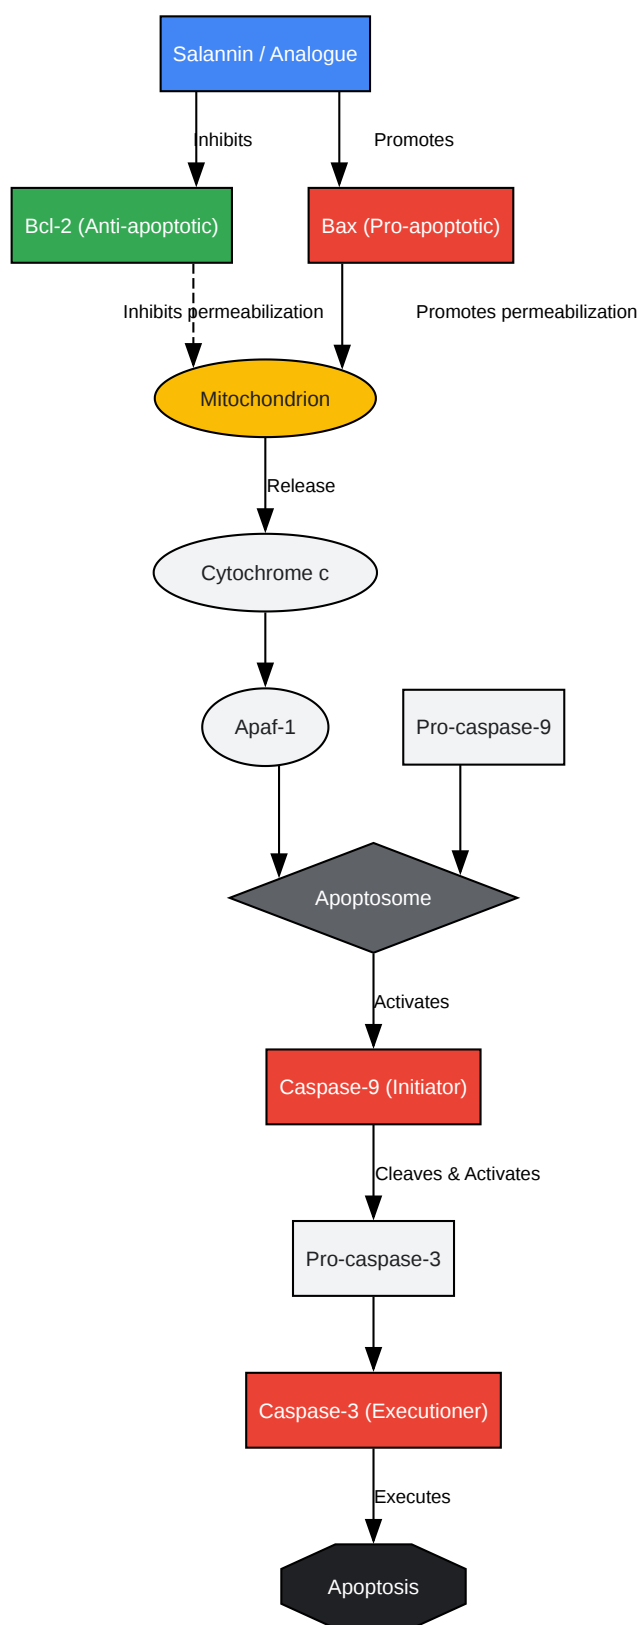 Salannin / Analogue
Inhibits
Promotes
Bcl-2 (Anti-apoptotic)
Bax (Pro-apoptotic)
Inhibits permeabilization
Promotes permeabilization
Mitochondrion
Release
Cytochrome c
Apaf-1
Pro-caspase-9
Apoptosome
Activates
Caspase-9 (Initiator)
Cleaves & Activates
Pro-caspase-3
Caspase-3 (Executioner)
Executes
Apoptosis